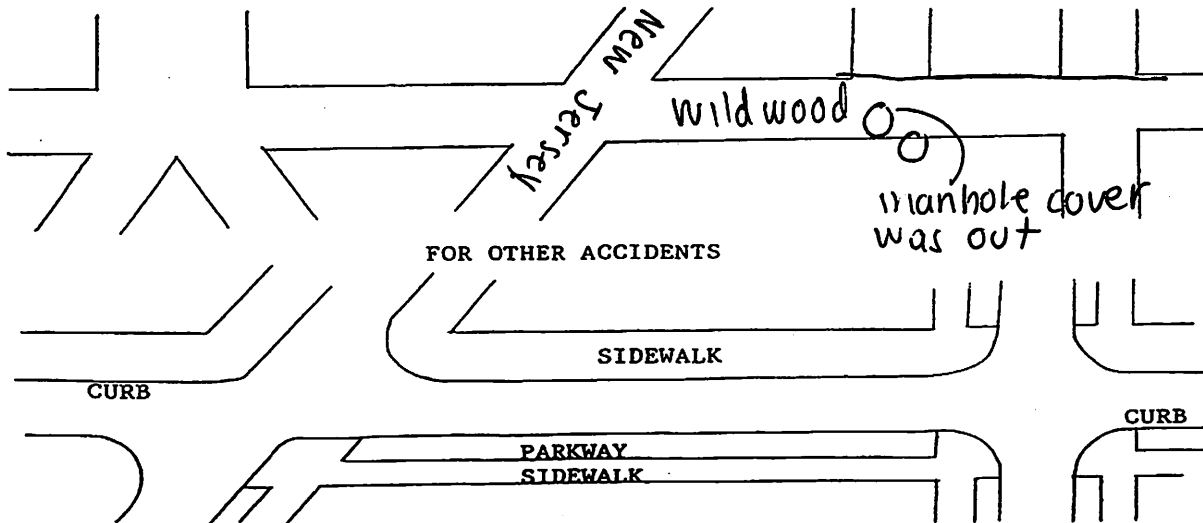 New Jersey
Wildwood
manhole cover
was out
FOR OTHER ACCIDENTS
SIDEWALK
CURB
CURB
PARKWAY
SIDEWALK